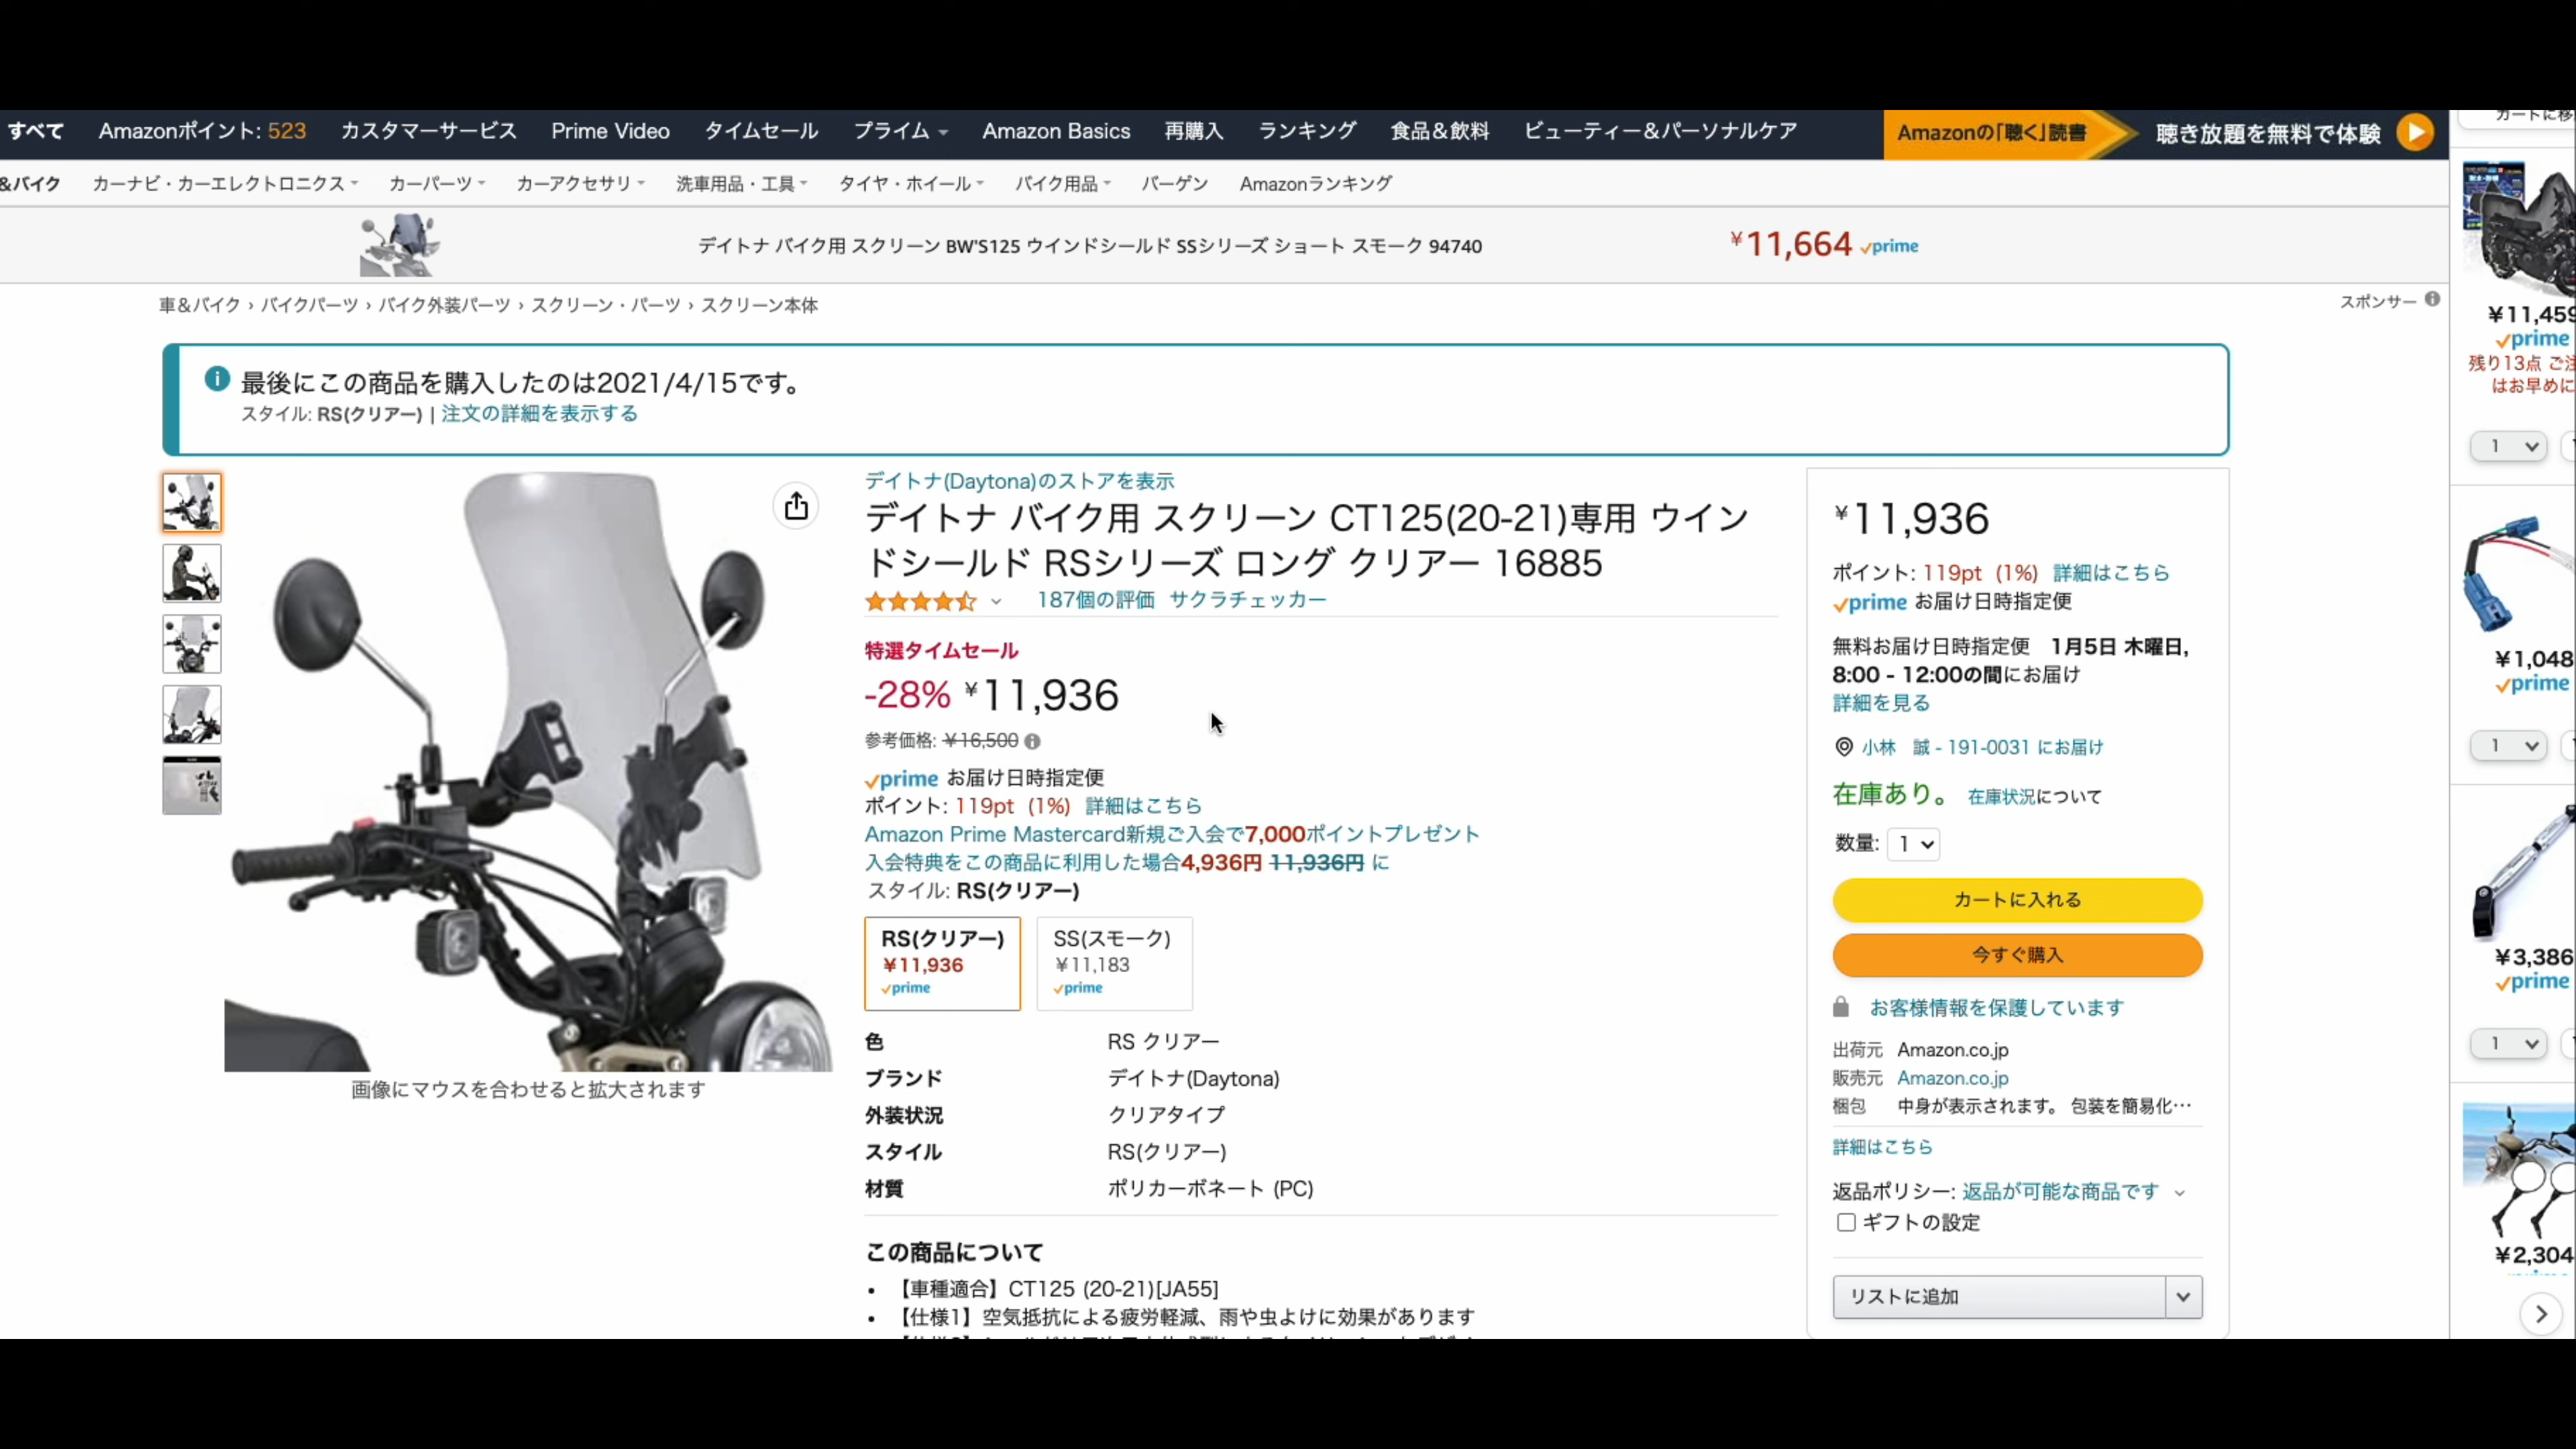 すべて Amazonポイント: 523 カスタマーサービス Prime Video タイムセール プライム Amazon Basics 再購入 ランキング 食品＆飲料 ビューティー＆パーソナルケア Amazonの「聴く」読書 聴き放題を無料で体験
&バイク カーナビ・カーエレクトロニクス カーパーツ カーアクセサリ 洗車用品・工具 タイヤ・ホイール バイク用品 バーゲン Amazonランキング
デイトナ バイク用 スクリーン BW'S125 ウインドシールド SSシリーズ ショート スモーク 94740 ¥11,664 prime
車＆バイク › バイクパーツ › バイク外装パーツ › スクリーン・パーツ › スクリーン本体
スポンサー
最後にこの商品を購入したのは2021/4/15です。
スタイル: RS(クリアー) | 注文の詳細を表示する
画像にマウスを合わせると拡大されます
デイトナ(Daytona)のストアを表示
デイトナ バイク用 スクリーン CT125(20-21)専用 ウイン
ドシールド RSシリーズ ロング クリアー 16885
187個の評価 サクラチェッカー
特選タイムセール
-28% ¥11,936
参考価格: ¥16,500
prime お届け日時指定便
ポイント: 119pt (1%) 詳細はこちら
Amazon Prime Mastercard新規ご入会で7,000ポイントプレゼント
入会特典をこの商品に利用した場合4,936円 11,936円 に
スタイル: RS(クリアー)
RS(クリアー) SS(スモーク)
¥11,936 ¥11,183
prime prime
色 RS クリアー
ブランド デイトナ(Daytona)
外装状況 クリアタイプ
スタイル RS(クリアー)
材質 ポリカーボネート (PC)
この商品について
• 【車種適合】CT125 (20-21)[JA55]
• 【仕様1】空気抵抗による疲労軽減、雨や虫よけに効果があります
¥11,936
ポイント: 119pt (1%) 詳細はこちら
prime お届け日時指定便
無料お届け日時指定便 1月5日 木曜日,
8:00 - 12:00の間にお届け
詳細を見る
小林 誠 - 191-0031 にお届け
在庫あり。 在庫状況について
数量: 1
カートに入れる
今すぐ購入
お客様情報を保護しています
出荷元 Amazon.co.jp
販売元 Amazon.co.jp
梱包 中身が表示されます。 包装を簡易化…
詳細はこちら
返品ポリシー: 返品が可能な商品です
ギフトの設定
リストに追加
カートに移
¥11,459
prime
残り13点 ご注
はお早めに
1
¥1,048
prime
1
¥3,386
prime
1
¥2,304